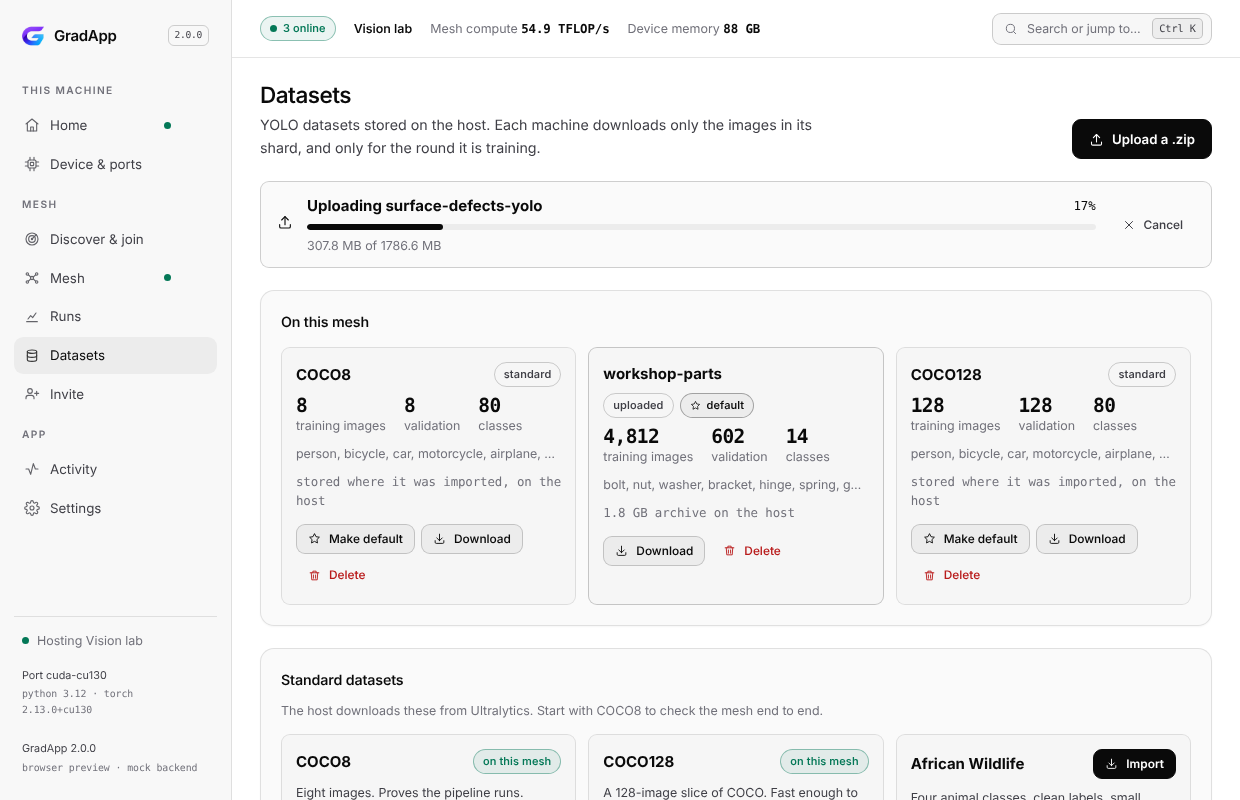 GradApp
2.0.0
THIS MACHINE
Home
Device & ports
MESH
Discover & join
Mesh
Runs
Datasets
Invite
APP
Activity
Settings
Hosting Vision lab
Port cuda-cu130
python 3.12 · torch
2.13.0+cu130
GradApp 2.0.0
browser preview · mock backend
3 online
Vision lab
Mesh compute 54.9 TFLOP/s
Device memory 88 GB
Search or jump to...
Ctrl K
Datasets
YOLO datasets stored on the host. Each machine downloads only the images in its
shard, and only for the round it is training.
Upload a .zip
Uploading surface-defects-yolo
17%
307.8 MB of 1786.6 MB
Cancel
On this mesh
COCO8
standard
8 8 80
training images validation classes
person, bicycle, car, motorcycle, airplane, ...
stored where it was imported, on the
host
Make default
Download
Delete
workshop-parts
uploaded
default
4,812 602 14
training images validation classes
bolt, nut, washer, bracket, hinge, spring, g...
1.8 GB archive on the host
Download
Delete
COCO128
standard
128 128 80
training images validation classes
person, bicycle, car, motorcycle, airplane, ...
stored where it was imported, on the
host
Make default
Download
Delete
Standard datasets
The host downloads these from Ultralytics. Start with COCO8 to check the mesh end to end.
COCO8
on this mesh
Eight images. Proves the pipeline runs.
COCO128
on this mesh
A 128-image slice of COCO. Fast enough to
African Wildlife
Import
Four animal classes, clean labels, small